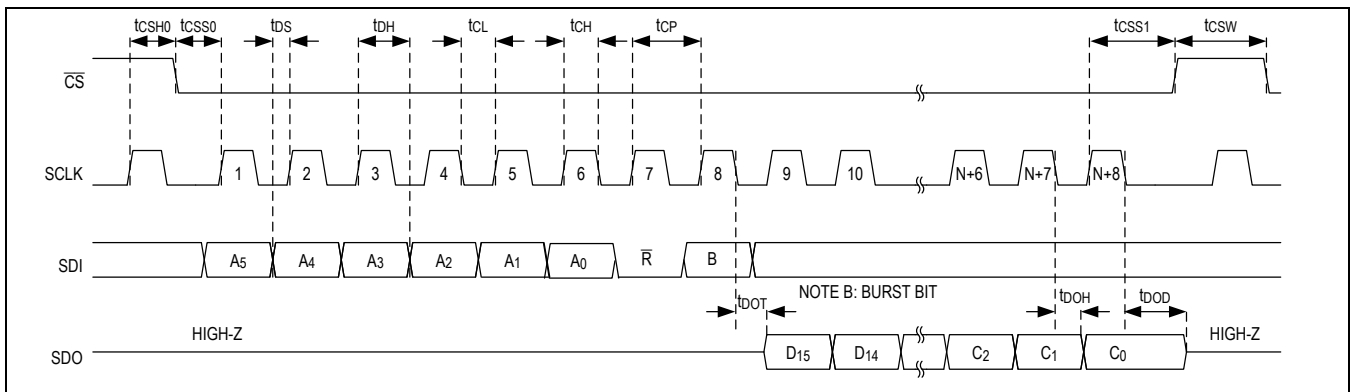 tCSH0 tCSS0 tDS tDH tCL tCH tCP tCSS1 tCSW
CS
SCLK 1 2 3 4 5 6 7 8 9 10 N+6 N+7 N+8
SDI A5 A4 A3 A2 A1 A0 R B
NOTE B: BURST BIT
tDOT tDOH tDOD
HIGH-Z HIGH-Z
SDO D15 D14 C2 C1 C0